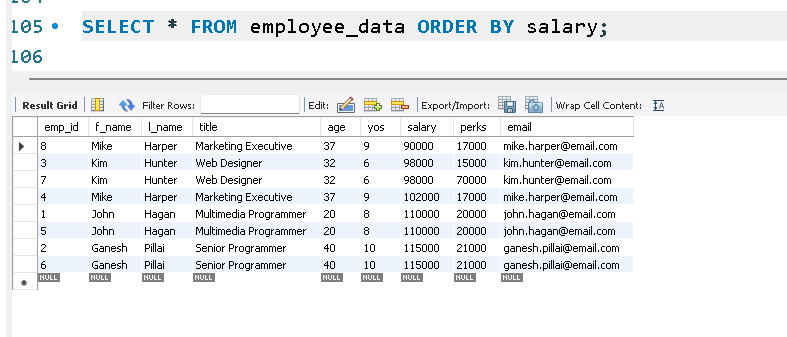 105 SELECT * FROM employee_data ORDER BY salary;
106
Result Grid Filter Rows: Edit: Export/Import: Wrap Cell Content:
emp_id f_name l_name title age yos salary perks email
8 Mike Harper Marketing Executive 37 9 90000 17000 mike.harper@email.com
3 Kim Hunter Web Designer 32 6 98000 15000 kim.hunter@email.com
7 Kim Hunter Web Designer 32 6 98000 70000 kim.hunter@email.com
4 Mike Harper Marketing Executive 37 9 102000 17000 mike.harper@email.com
1 John Hagan Multimedia Programmer 20 8 110000 20000 john.hagan@email.com
5 John Hagan Multimedia Programmer 20 8 110000 20000 john.hagan@email.com
2 Ganesh Pillai Senior Programmer 40 10 115000 21000 ganesh.pillai@email.com
6 Ganesh Pillai Senior Programmer 40 10 115000 21000 ganesh.pillai@email.com
NULL NULL NULL NULL NULL NULL NULL NULL NULL